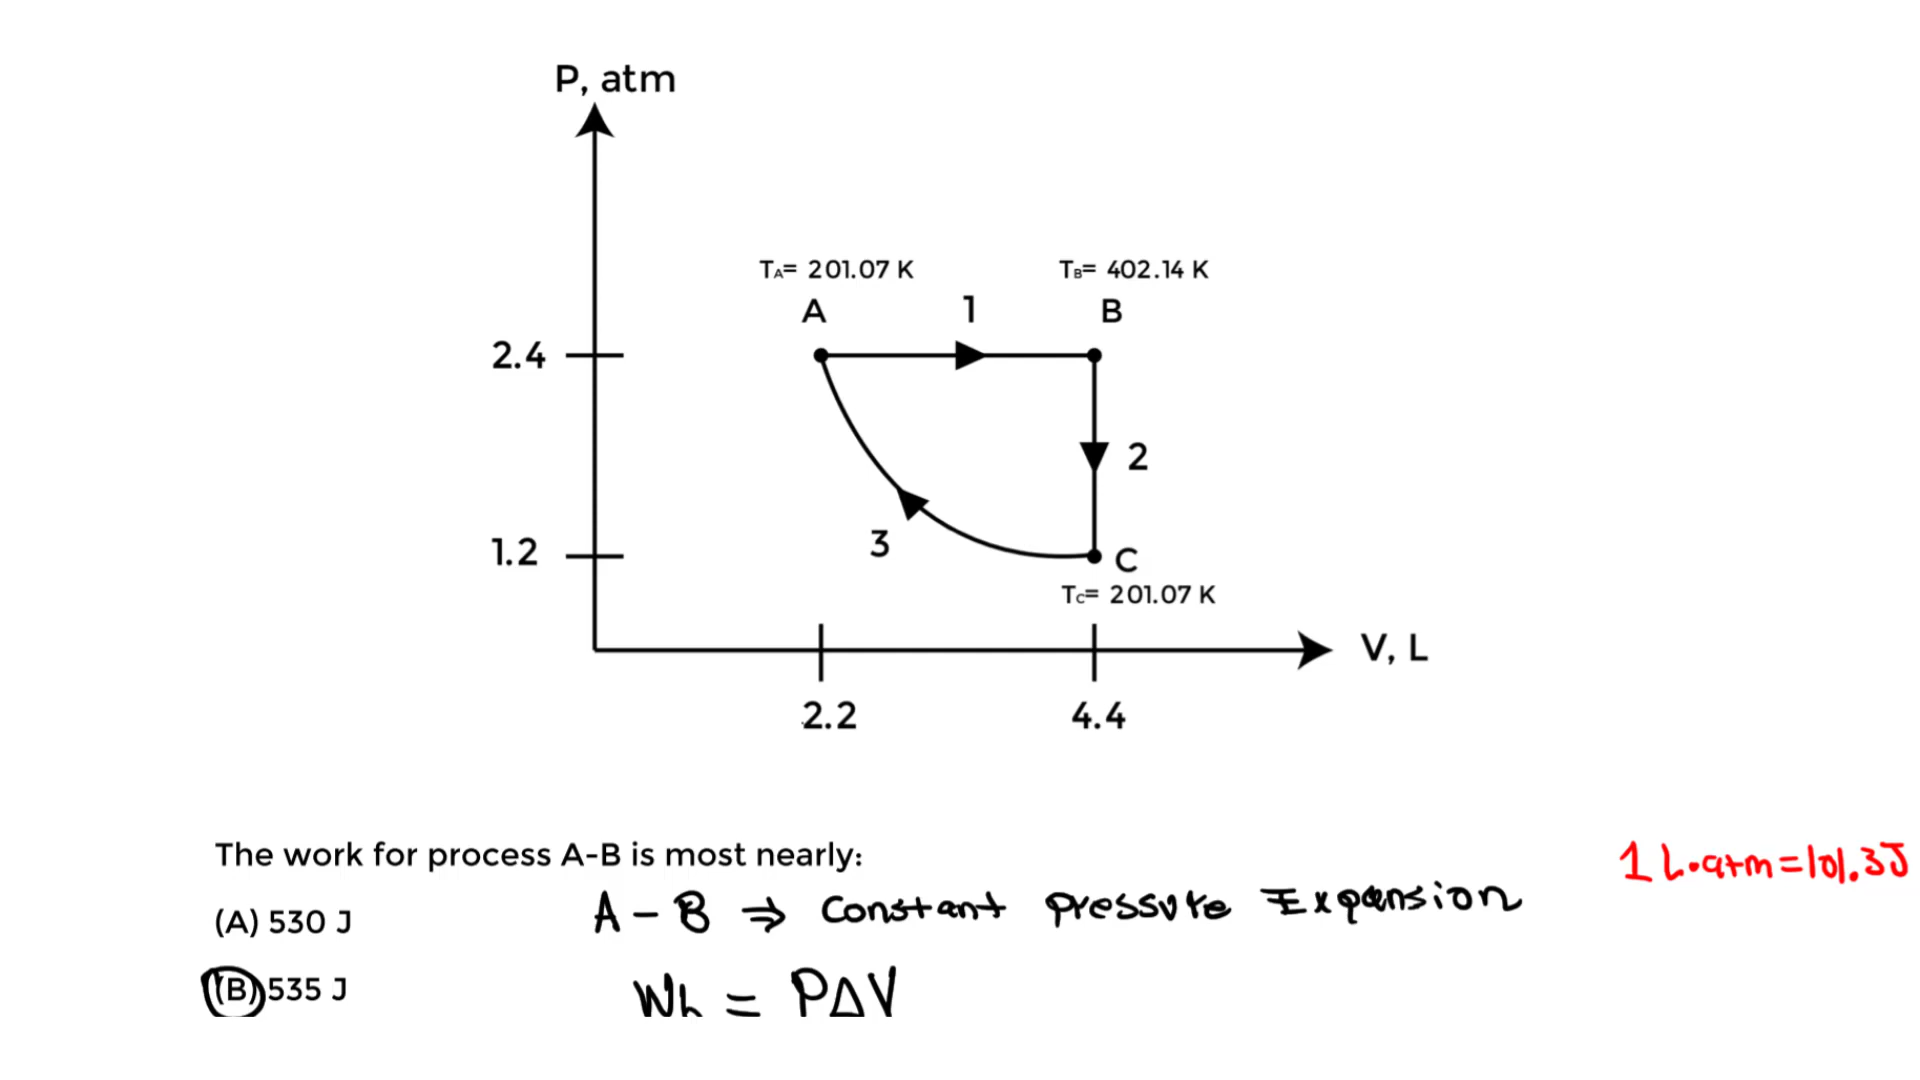 P, atm
TA= 201.07 K
TB= 402.14 K
A
1
B
2.4
2
3
1.2
C
Tc= 201.07 K
V, L
2.2
4.4
The work for process A-B is most nearly:
1 L·atm=101.3J
(A) 530 J
A - B ⇒ Constant pressure Expansion
(B) 535 J
Wb = PΔV